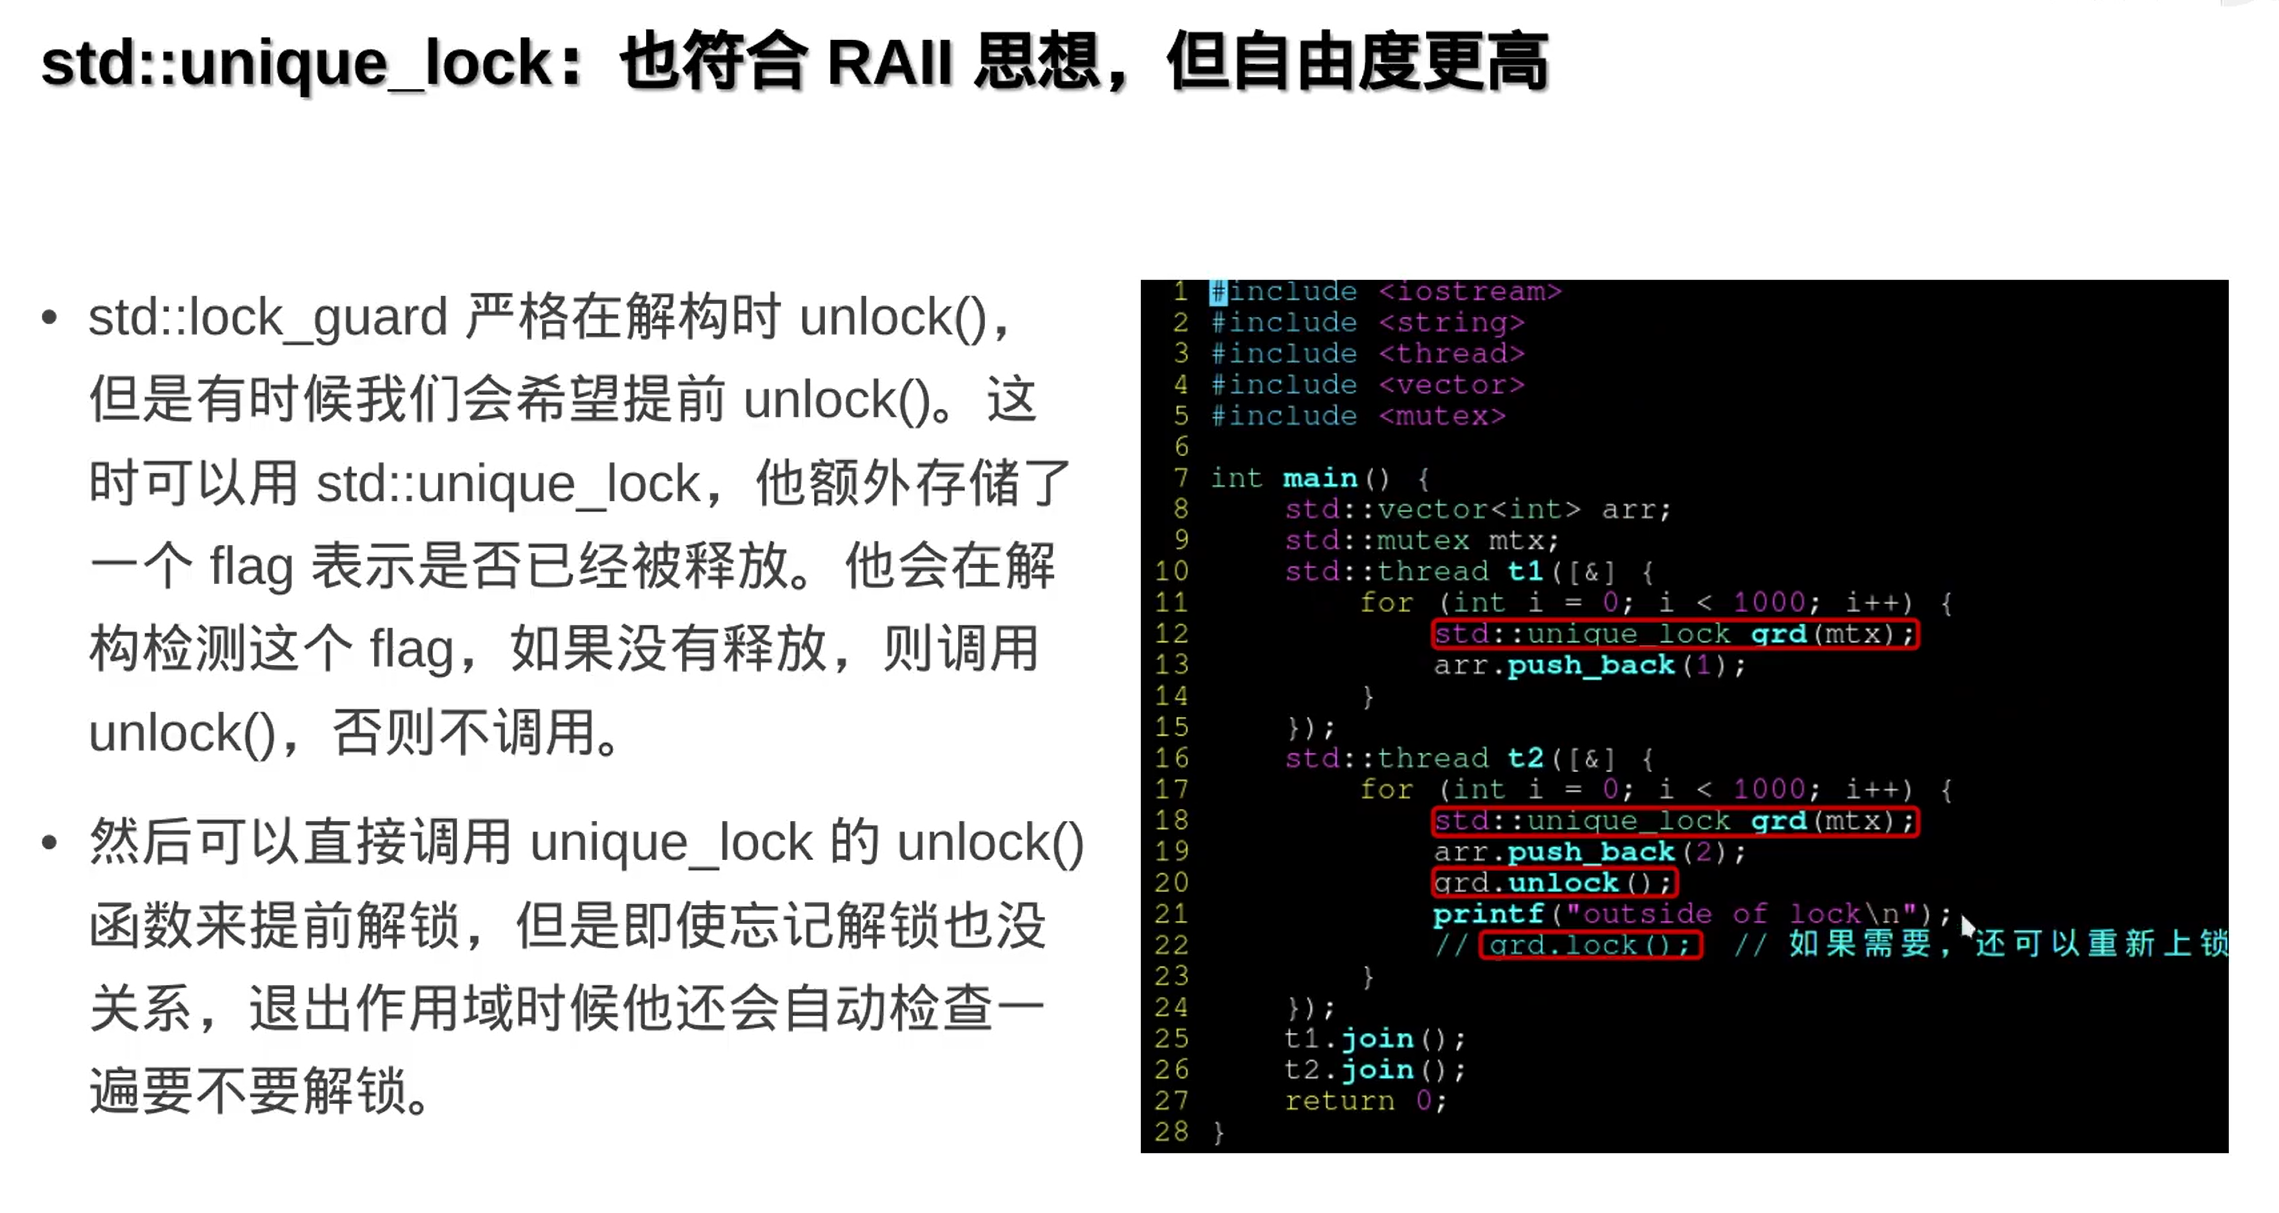 std::unique_lock：也符合 RAII 思想，但自由度更高
• std::lock_guard 严格在解构时 unlock()，
但是有时候我们会希望提前 unlock()。这
时可以用 std::unique_lock，他额外存储了
一个 flag 表示是否已经被释放。他会在解
构检测这个 flag，如果没有释放，则调用
unlock()，否则不调用。
• 然后可以直接调用 unique_lock 的 unlock()
函数来提前解锁，但是即使忘记解锁也没
关系，退出作用域时候他还会自动检查一
遍要不要解锁。
1 #include <iostream>
2 #include <string>
3 #include <thread>
4 #include <vector>
5 #include <mutex>
6
7 int main() {
8     std::vector<int> arr;
9     std::mutex mtx;
10     std::thread t1([&] {
11         for (int i = 0; i < 1000; i++) {
12             std::unique_lock grd(mtx);
13             arr.push_back(1);
14         }
15     });
16     std::thread t2([&] {
17         for (int i = 0; i < 1000; i++) {
18             std::unique_lock grd(mtx);
19             arr.push_back(2);
20             grd.unlock();
21             printf("outside of lock\n");
22             // grd.lock();  // 如果需要，还可以重新上锁
23         }
24     });
25     t1.join();
26     t2.join();
27     return 0;
28 }